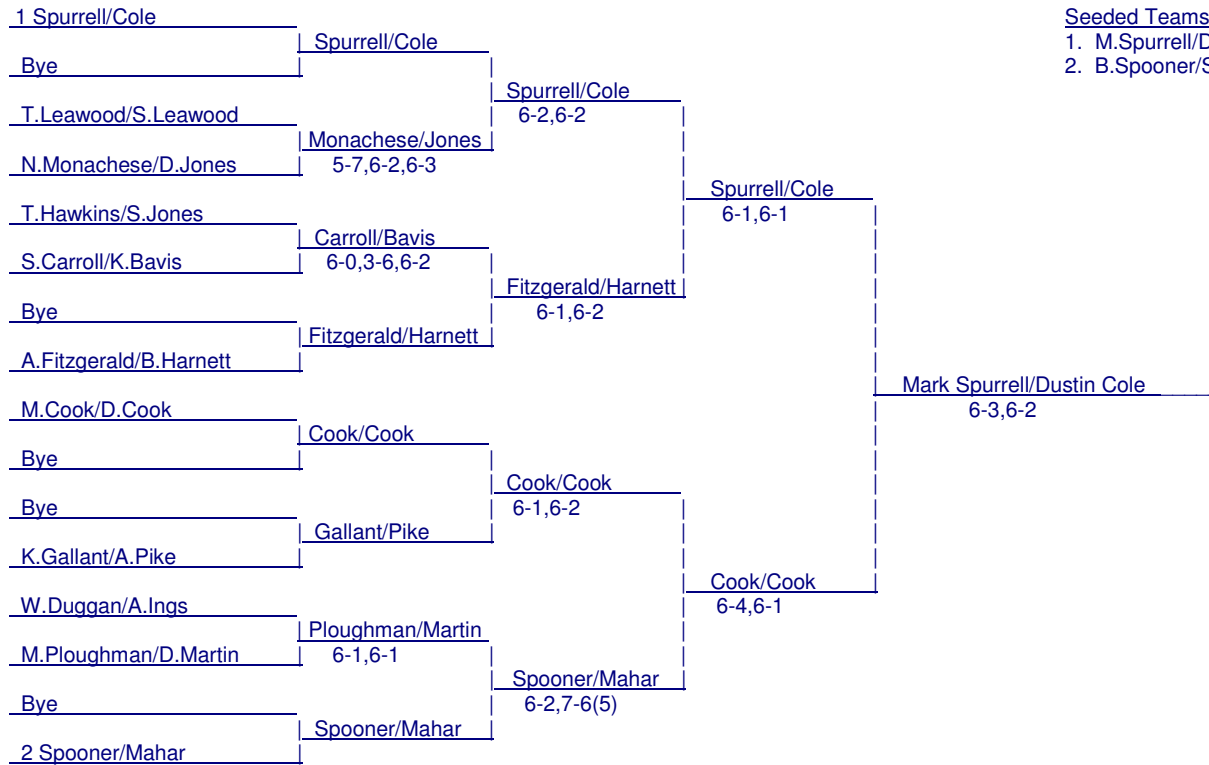 1 Spurrell/Cole
Seeded Teams
Spurrell/Cole
1. M.Spurrell/D
Bye
2. B.Spooner/S
Spurrell/Cole
T.Leawood/S.Leawood
6-2,6-2
Monachese/Jones
N.Monachese/D.Jones
5-7,6-2,6-3
Spurrell/Cole
T.Hawkins/S.Jones
6-1,6-1
Carroll/Bavis
S.Carroll/K.Bavis
6-0,3-6,6-2
Fitzgerald/Harnett
Bye
6-1,6-2
Fitzgerald/Harnett
A.Fitzgerald/B.Harnett
Mark Spurrell/Dustin Cole
M.Cook/D.Cook
6-3,6-2
Cook/Cook
Bye
Cook/Cook
Bye
6-1,6-2
Gallant/Pike
K.Gallant/A.Pike
Cook/Cook
W.Duggan/A.Ings
6-4,6-1
Ploughman/Martin
M.Ploughman/D.Martin
6-1,6-1
Spooner/Mahar
Bye
6-2,7-6(5)
Spooner/Mahar
2 Spooner/Mahar